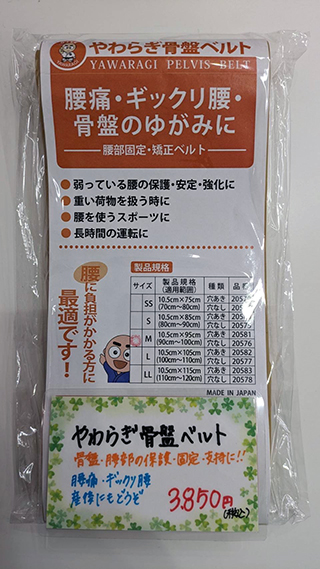 やわらぎ骨盤ベルト
YAWARAGI PELVIS BELT
腰痛・ギックリ腰・
骨盤のゆがみに
腰部固定・矯正ベルト
●弱っている腰の保護・安定・強化に
●重い荷物を扱う時に
●腰を使うスポーツに
●長時間の運転に
腰に負担がかかる方に
最適です!!
製品規格
サイズ 製品規格(適用範囲) 種類
SS 10.5cm×75cm (70cm〜80cm) 穴あき 穴なし
S 10.5cm×85cm (80cm〜90cm) 穴あき 穴なし
M 10.5cm×95cm (90cm〜100cm) 穴あき 20581 穴なし 20576
L 10.5cm×105cm (100cm〜110cm) 穴あき 20582 穴なし 20577
LL 10.5cm×115cm (110cm〜120cm) 穴あき 20583 穴なし 20578
MADE IN JAPAN
やわらぎ骨盤ベルト
骨盤・腰部の保護・固定・支持に!!
腰痛・ギックリ腰
産後にもどうぞ
3,850円
(税込)